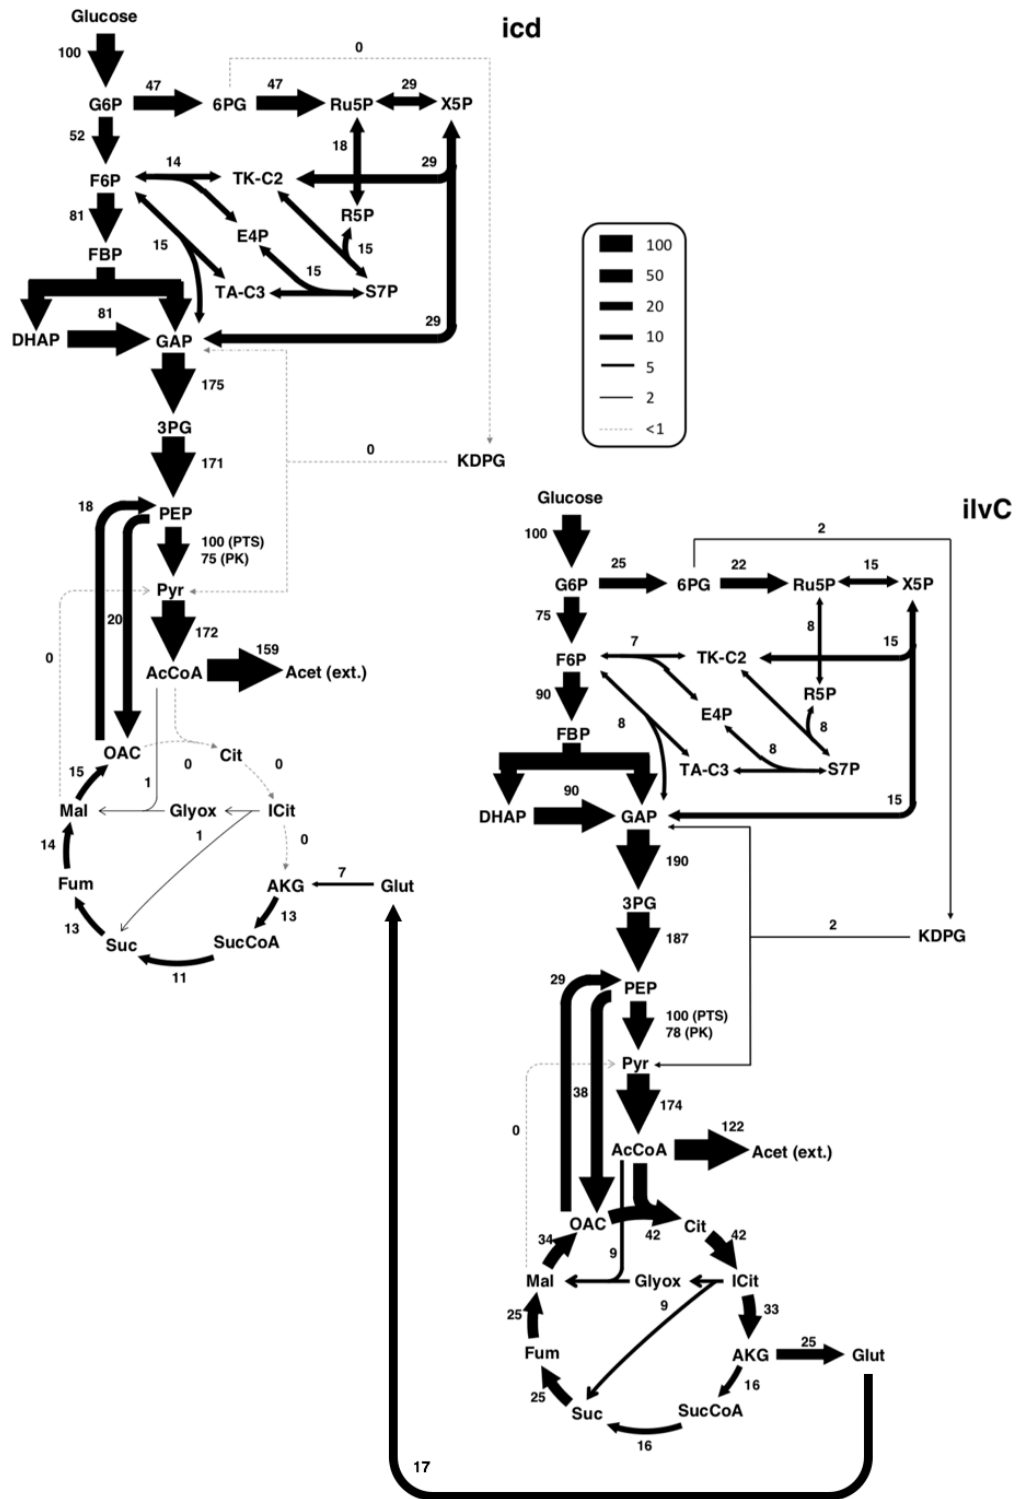 Glucose
icd
100
0
47
47
29
G6P
6PG
Ru5P
X5P
52
18
14
29
F6P
TK-C2
81
R5P
15
E4P
15
FBP
15
TA-C3
S7P
81
29
DHAP
GAP
175
3PG
0
171
KDPG
18
PEP
100 (PTS)
75 (PK)
Pyr
20
172
0
159
AcCoA
Acet (ext.)
OAC
Cit
15
0
0
1
Mal
Glyox
ICit
1
0
14
7
Fum
AKG
Glut
13
13
Suc
SucCoA
11
100
50
20
10
5
2
<1
Glucose
ilvC
100
2
25
22
15
G6P
6PG
Ru5P
X5P
75
8
7
15
F6P
TK-C2
90
R5P
8
E4P
8
FBP
8
TA-C3
S7P
90
15
DHAP
GAP
190
3PG
2
187
KDPG
29
PEP
100 (PTS)
78 (PK)
Pyr
38
174
0
122
AcCoA
Acet (ext.)
OAC
Cit
34
42
42
9
Mal
Glyox
ICit
9
33
25
25
Fum
AKG
Glut
16
25
Suc
SucCoA
16
17